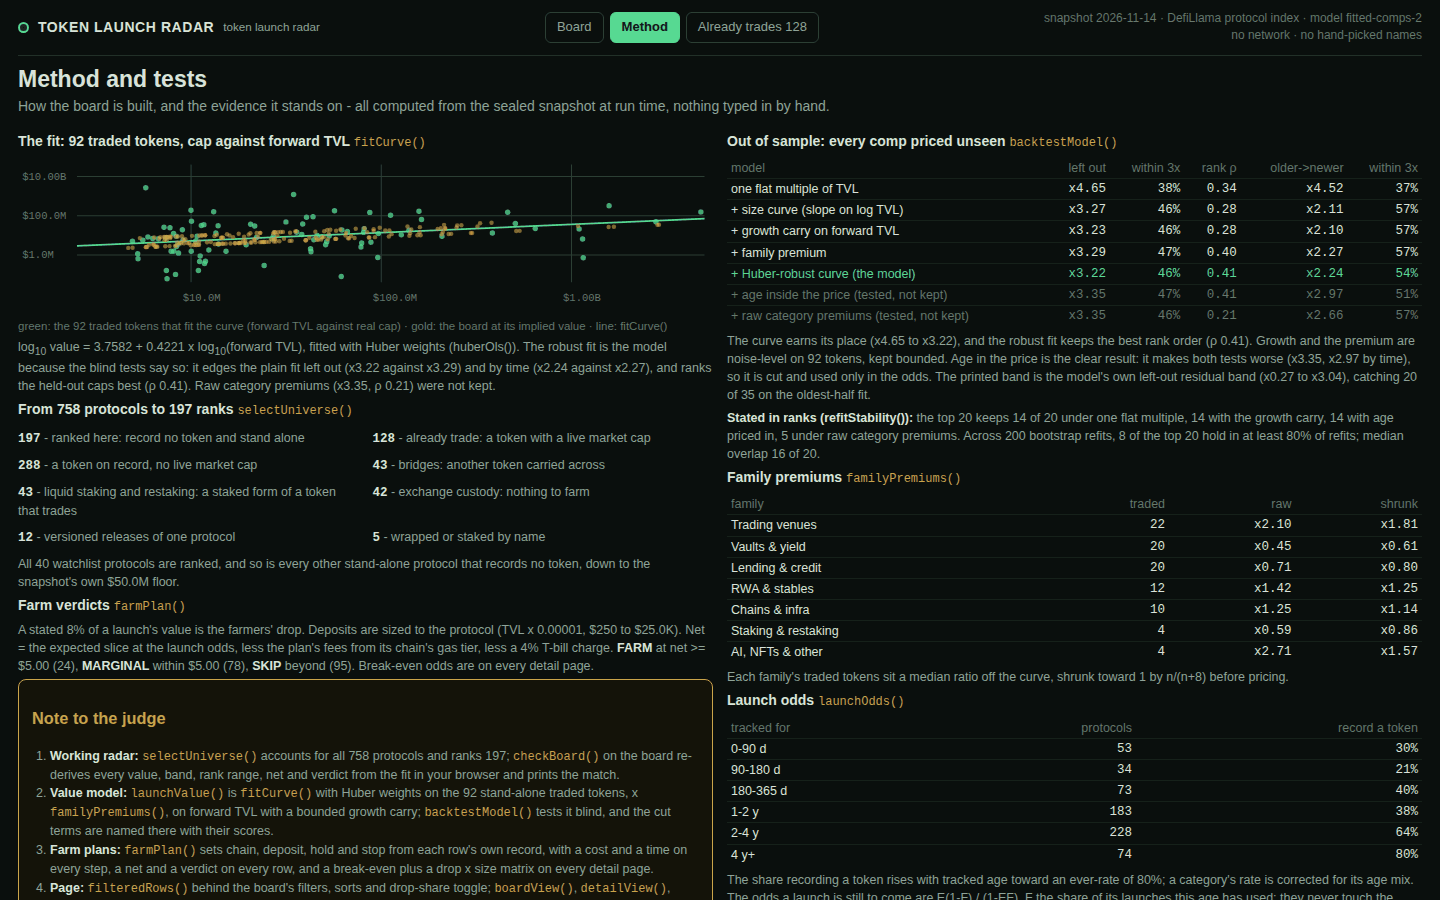 TOKEN LAUNCH RADAR token launch radar
Board
Method
Already trades 128
snapshot 2026-11-14 · DefiLlama protocol index · model fitted-comps-2
no network · no hand-picked names
Method and tests
How the board is built, and the evidence it stands on - all computed from the sealed snapshot at run time, nothing typed in by hand.
The fit: 92 traded tokens, cap against forward TVL fitCurve()
$10.00B
$100.0M
$1.0M
$10.0M
$100.0M
$1.00B
green: the 92 traded tokens that fit the curve (forward TVL against real cap) · gold: the board at its implied value · line: fitCurve()
log10 value = 3.7582 + 0.4221 x log10(forward TVL), fitted with Huber weights (huberOls()). The robust fit is the model
because the blind tests say so: it edges the plain fit left out (x3.22 against x3.29) and by time (x2.24 against x2.27), and ranks
the held-out caps best (ρ 0.41). Raw category premiums (x3.35, ρ 0.21) were not kept.
From 758 protocols to 197 ranks selectUniverse()
197 - ranked here: record no token and stand alone
128 - already trade: a token with a live market cap
288 - a token on record, no live market cap
43 - bridges: another token carried across
43 - liquid staking and restaking: a staked form of a token
that trades
42 - exchange custody: nothing to farm
12 - versioned releases of one protocol
5 - wrapped or staked by name
All 40 watchlist protocols are ranked, and so is every other stand-alone protocol that records no token, down to the
snapshot's own $50.0M floor.
Farm verdicts farmPlan()
A stated 8% of a launch's value is the farmers' drop. Deposits are sized to the protocol (TVL x 0.00001, $250 to $25.0K). Net
= the expected slice at the launch odds, less the plan's fees from its chain's gas tier, less a 4% T-bill charge. FARM at net >=
$5.00 (24), MARGINAL within $5.00 (78), SKIP beyond (95). Break-even odds are on every detail page.
Note to the judge
1. Working radar: selectUniverse() accounts for all 758 protocols and ranks 197; checkBoard() on the board re-
derives every value, band, rank range, net and verdict from the fit in your browser and prints the match.
2. Value model: launchValue() is fitCurve() with Huber weights on the 92 stand-alone traded tokens, x
familyPremiums(), on forward TVL with a bounded growth carry; backtestModel() tests it blind, and the cut
terms are named there with their scores.
3. Farm plans: farmPlan() sets chain, deposit, hold and stop from each row's own record, with a cost and a time on
every step, a net and a verdict on every row, and a break-even plus a drop x size matrix on every detail page.
4. Page: filteredRows() behind the board's filters, sorts and drop-share toggle; boardView(), detailView(),
Out of sample: every comp priced unseen backtestModel()
model left out within 3x rank ρ older->newer within 3x
one flat multiple of TVL x4.65 38% 0.34 x4.52 37%
+ size curve (slope on log TVL) x3.27 46% 0.28 x2.11 57%
+ growth carry on forward TVL x3.23 46% 0.28 x2.10 57%
+ family premium x3.29 47% 0.40 x2.27 57%
+ Huber-robust curve (the model) x3.22 46% 0.41 x2.24 54%
+ age inside the price (tested, not kept) x3.35 47% 0.41 x2.97 51%
+ raw category premiums (tested, not kept) x3.35 46% 0.21 x2.66 57%
The curve earns its place (x4.65 to x3.22), and the robust fit keeps the best rank order (ρ 0.41). Growth and the premium are
noise-level on 92 tokens, kept bounded. Age in the price is the clear result: it makes both tests worse (x3.35, x2.97 by time),
so it is cut and used only in the odds. The printed band is the model's own left-out residual band (x0.27 to x3.04), catching 20
of 35 on the oldest-half fit.
Stated in ranks (refitStability()): the top 20 keeps 14 of 20 under one flat multiple, 14 with the growth carry, 14 with age
priced in, 5 under raw category premiums. Across 200 bootstrap refits, 8 of the top 20 hold in at least 80% of refits; median
overlap 16 of 20.
Family premiums familyPremiums()
family traded raw shrunk
Trading venues 22 x2.10 x1.81
Vaults & yield 20 x0.45 x0.61
Lending & credit 20 x0.71 x0.80
RWA & stables 12 x1.42 x1.25
Chains & infra 10 x1.25 x1.14
Staking & restaking 4 x0.59 x0.86
AI, NFTs & other 4 x2.71 x1.57
Each family's traded tokens sit a median ratio off the curve, shrunk toward 1 by n/(n+8) before pricing.
Launch odds launchOdds()
tracked for protocols record a token
0-90 d 53 30%
90-180 d 34 21%
180-365 d 73 40%
1-2 y 183 38%
2-4 y 228 64%
4 y+ 74 80%
The share recording a token rises with tracked age toward an ever-rate of 80%; a category's rate is corrected for its age mix.
The odds a launch is still to come are E(1-F) / (1-EF), F the share of its launches this age has used; they never touch the